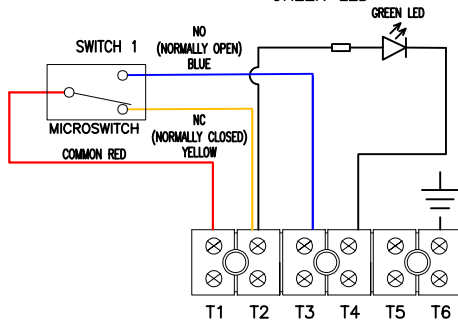 GREEN LED
SWITCH 1
NO
(NORMALLY OPEN)
BLUE
MICROSWITCH
NC
(NORMALLY CLOSED)
YELLOW
COMMON RED
T1 T2 T3 T4 T5 T6